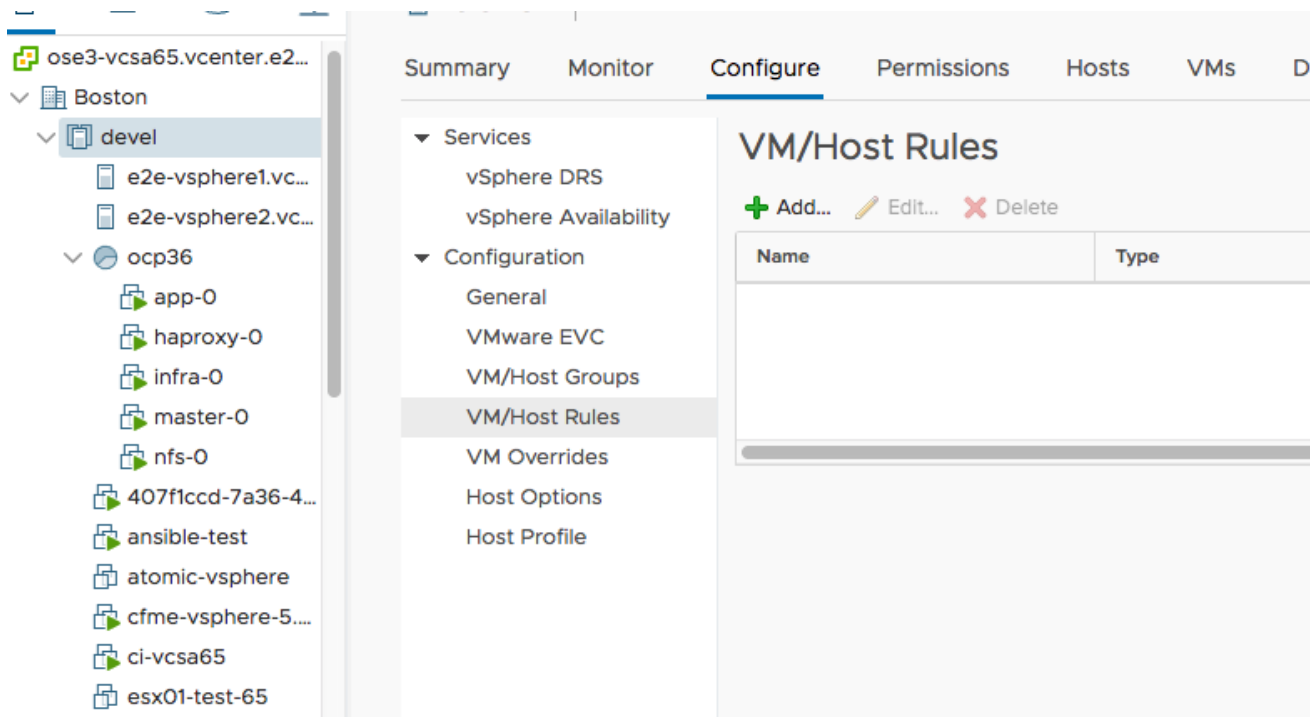 ose3-vcsa65.vcenter.e2...
Boston
devel
e2e-vsphere1.vc...
e2e-vsphere2.vc...
ocp36
app-0
haproxy-0
infra-0
master-0
nfs-0
407f1ccd-7a36-4...
ansible-test
atomic-vsphere
cfme-vsphere-5....
ci-vcsa65
esx01-test-65
Summary Monitor Configure Permissions Hosts VMs D
Services
vSphere DRS
vSphere Availability
Configuration
General
VMware EVC
VM/Host Groups
VM/Host Rules
VM Overrides
Host Options
Host Profile
VM/Host Rules
Add... Edit... Delete
Name Type